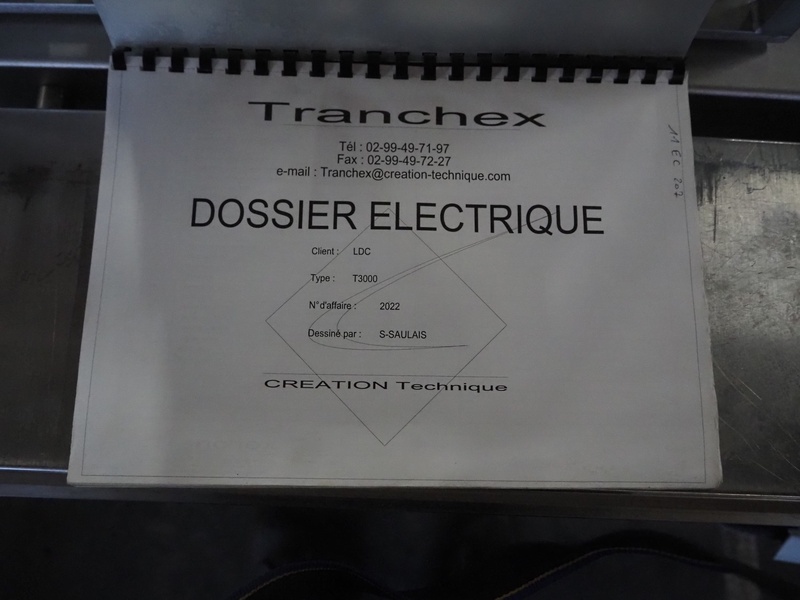 Tranchex
Tél : 02-99-49-71-97
Fax : 02-99-49-72-27
e-mail : Tranchex@creation-technique.com
DOSSIER ELECTRIQUE
Client : LDC
Type : T3000
N°d'affaire : 2022
Dessiné par : S-SAULAIS
CREATION Technique